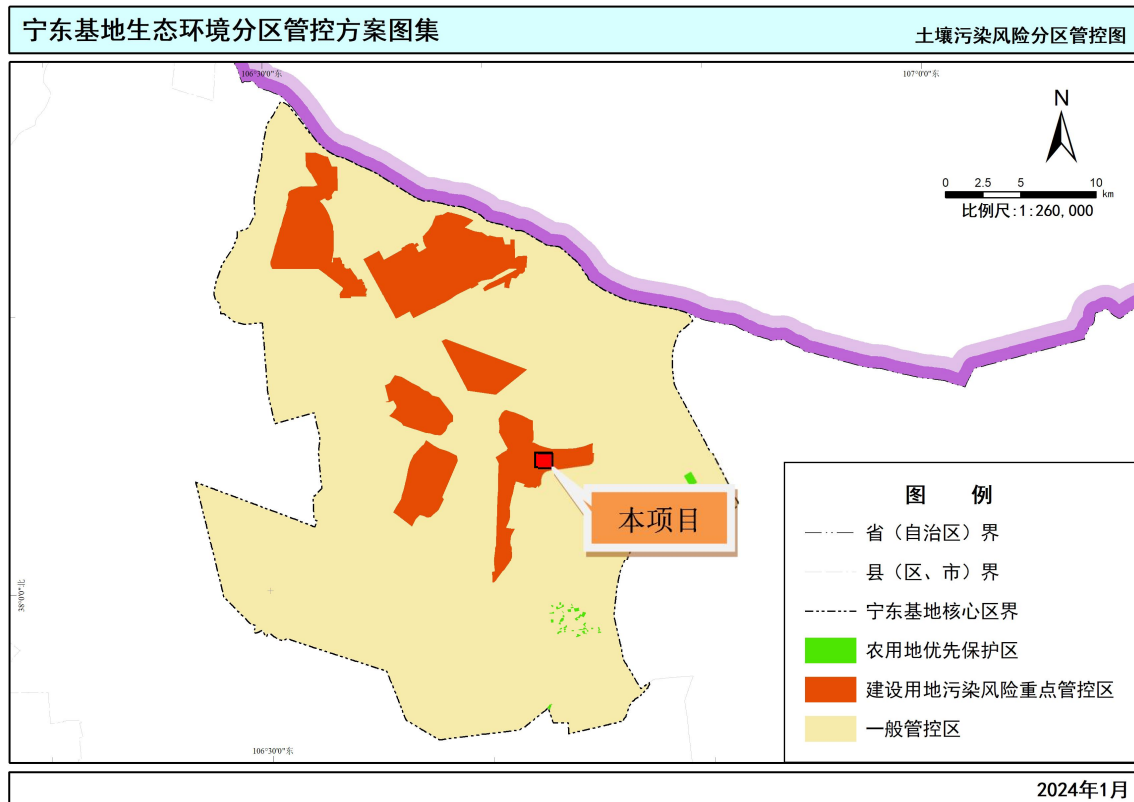 宁东基地生态环境分区管控方案图集
土壤污染风险分区管控图
106°30'0"东
107°0'0"东
N
0 2.5 5 10
km
比例尺:1:260,000
本项目
图 例
省（自治区）界
县（区、市）界
宁东基地核心区界
农用地优先保护区
建设用地污染风险重点管控区
一般管控区
38°0'0"北
106°30'0"东
2024年1月